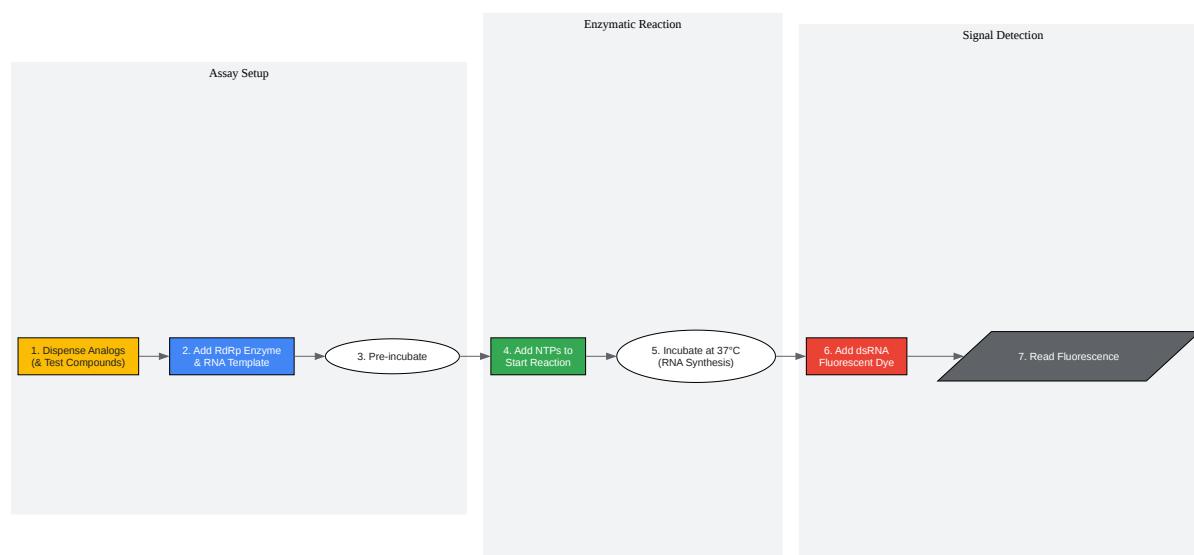 Assay Setup
Enzymatic Reaction
Signal Detection
1. Dispense Analogs
(& Test Compounds)
2. Add RdRp Enzyme
& RNA Template
3. Pre-incubate
4. Add NTPs to
Start Reaction
5. Incubate at 37°C
(RNA Synthesis)
6. Add dsRNA
Fluorescent Dye
7. Read Fluorescence